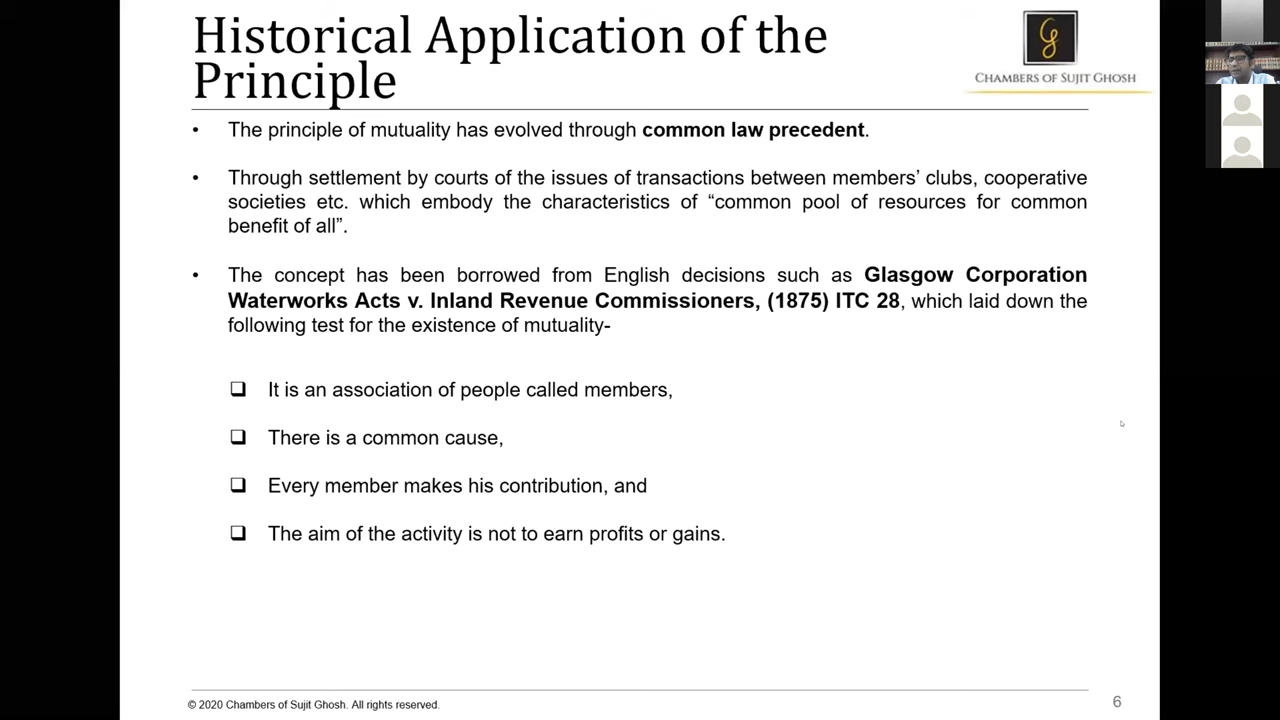 Historical Application of the
Principle
CHAMBERS OF SUJIT GHOSH
• The principle of mutuality has evolved through common law precedent.
• Through settlement by courts of the issues of transactions between members’ clubs, cooperative
societies etc. which embody the characteristics of “common pool of resources for common
benefit of all”.
• The concept has been borrowed from English decisions such as Glasgow Corporation
Waterworks Acts v. Inland Revenue Commissioners, (1875) ITC 28, which laid down the
following test for the existence of mutuality-
❑ It is an association of people called members,
❑ There is a common cause,
❑ Every member makes his contribution, and
❑ The aim of the activity is not to earn profits or gains.
© 2020 Chambers of Sujit Ghosh. All rights reserved.
6